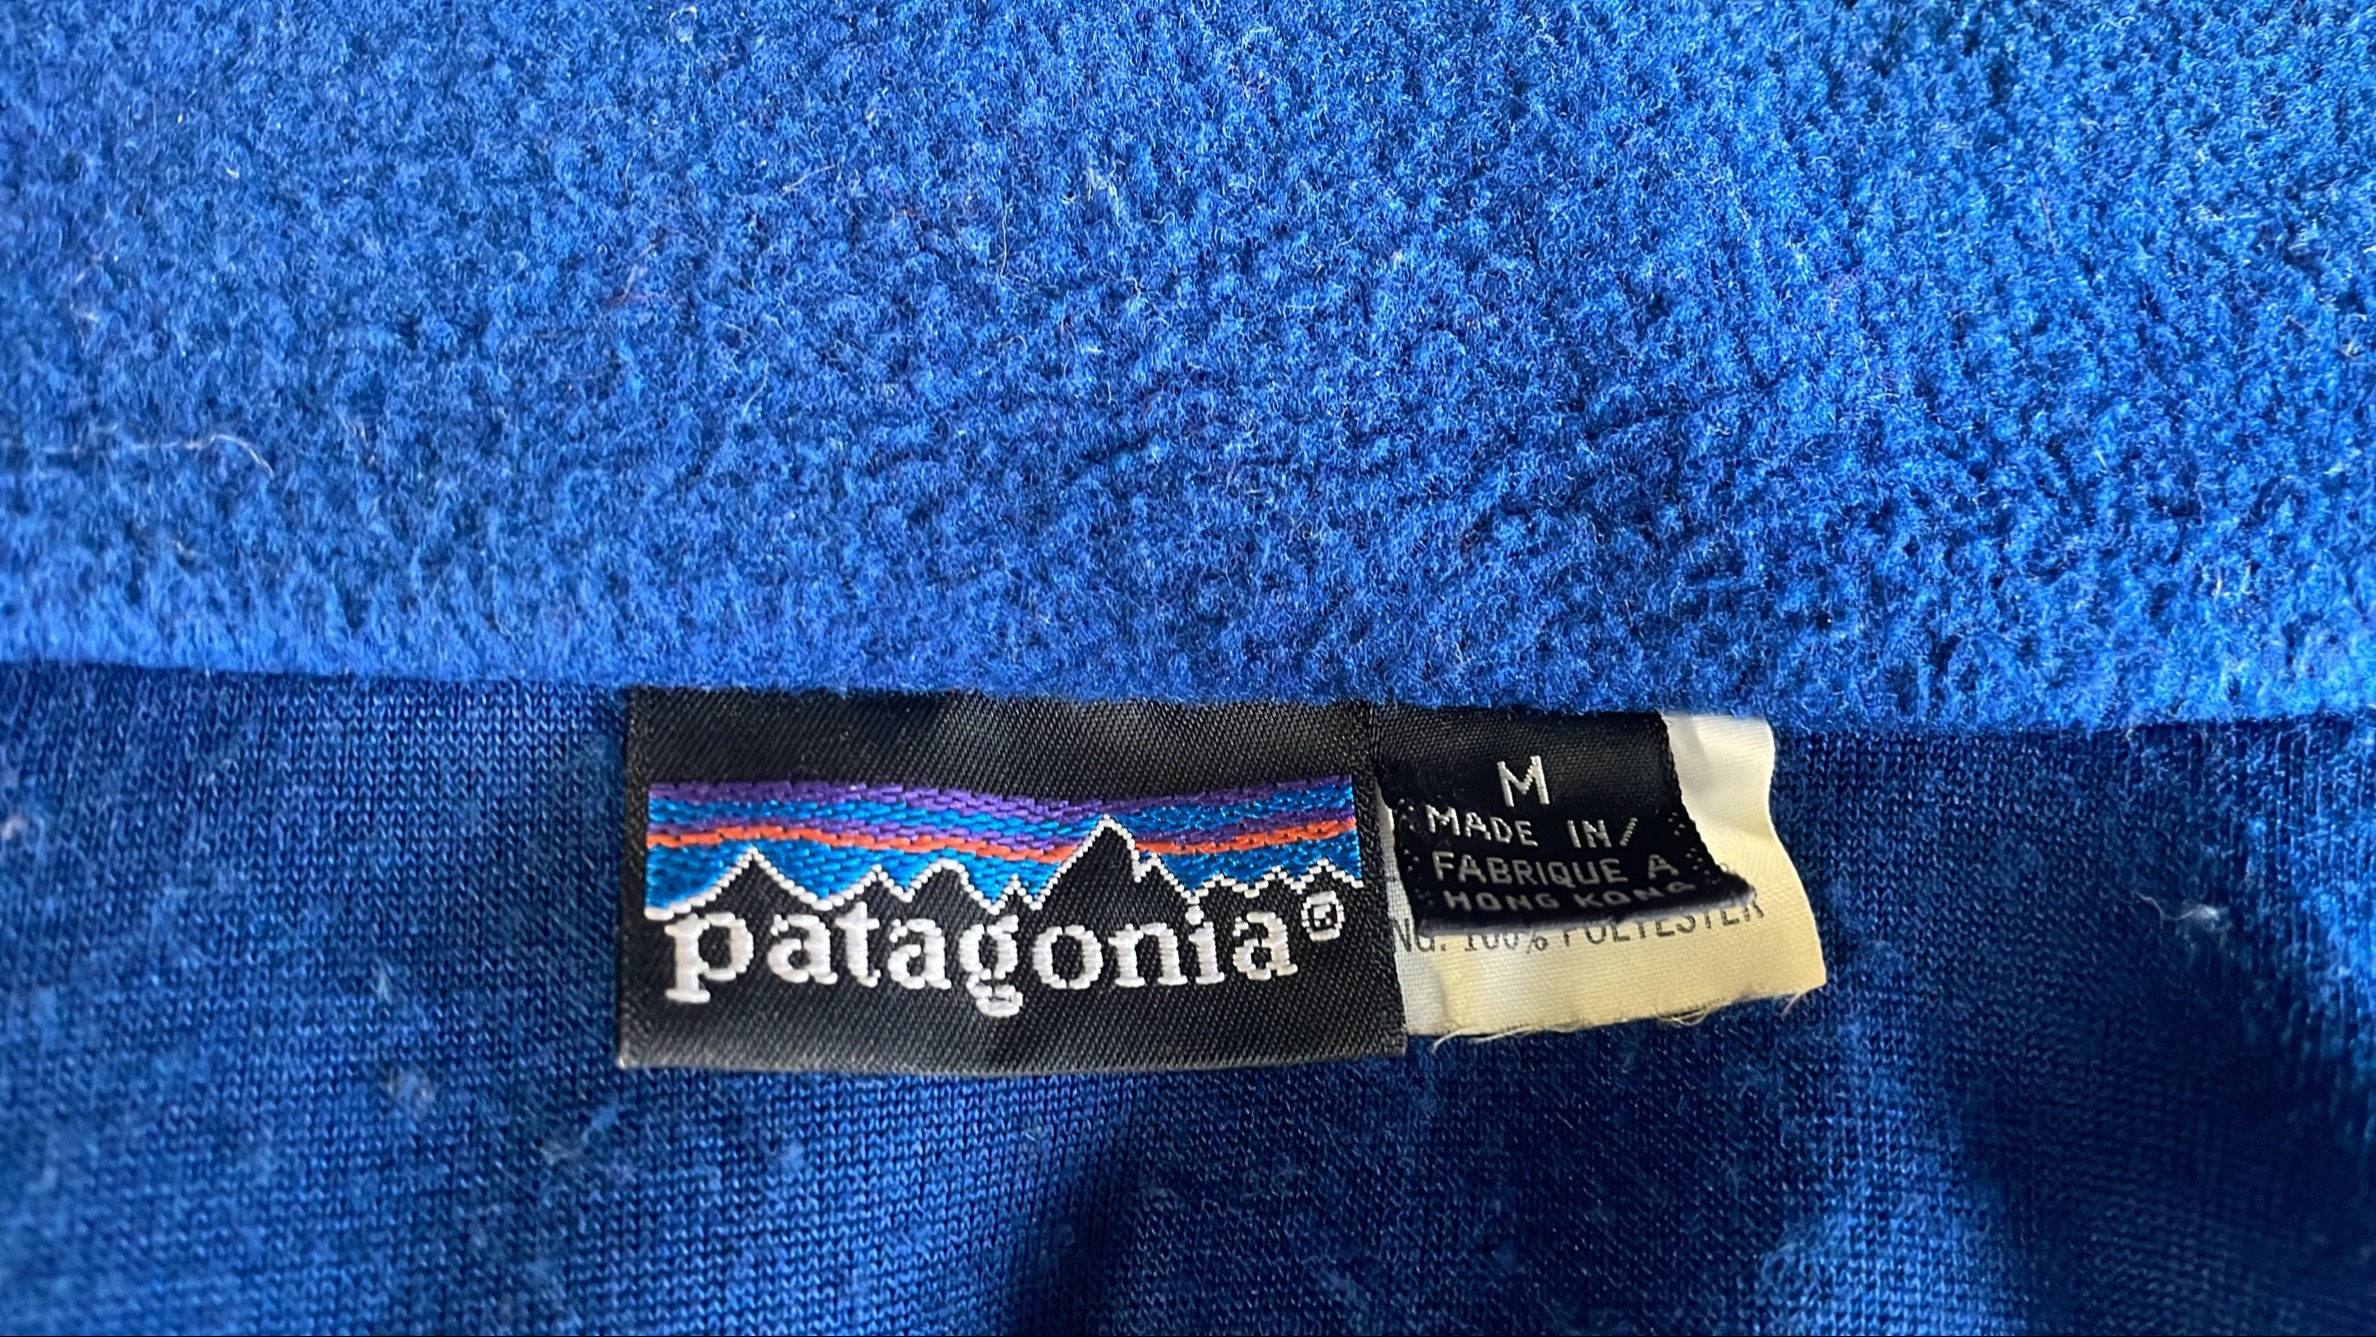 patagonia®
M
MADE IN/
FABRIQUE A
HONG KONG
100% POLYESTER